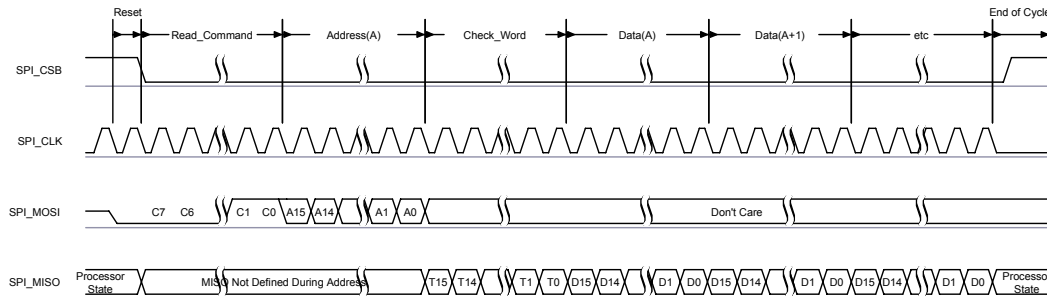 Reset End of Cycle
Read_Command Address(A) Check_Word Data(A) Data(A+1) etc
SPI_CSB
SPI_CLK
SPI_MOSI C7 C6 C1 C0 A15 A14 A1 A0 Don't Care
SPI_MISO Processor State MISO Not Defined During Address T15 T14 T1 T0 D15 D14 D1 D0 D15 D14 D1 D0 D15 D14 D1 D0 Processor State